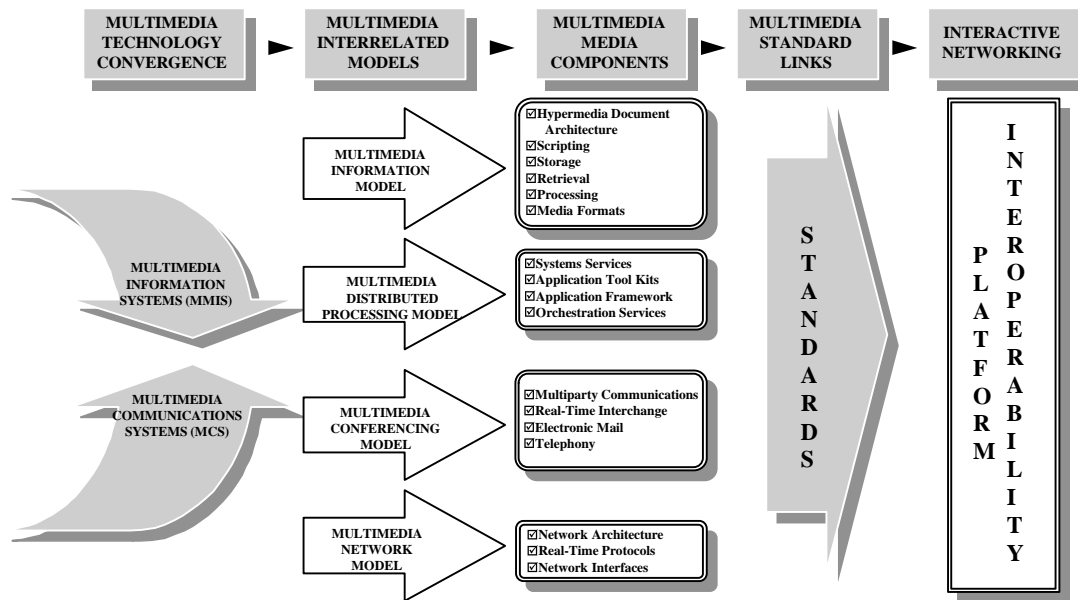 MULTIMEDIA
TECHNOLOGY
CONVERGENCE
MULTIMEDIA
INTERRELATED
MODELS
MULTIMEDIA
MEDIA
COMPONENTS
MULTIMEDIA
STANDARD
LINKS
INTERACTIVE
NETWORKING
MULTIMEDIA
INFORMATION
SYSTEMS (MMIS)
MULTIMEDIA
COMMUNICATIONS
SYSTEMS (MCS)
MULTIMEDIA
INFORMATION
MODEL
☑Hypermedia Document
Architecture
☑Scripting
☑Storage
☑Retrieval
☑Processing
☑Media Formats
MULTIMEDIA
DISTRIBUTED
PROCESSING MODEL
☑Systems Services
☑Application Tool Kits
☑Application Framework
☑Orchestration Services
MULTIMEDIA
CONFERENCING
MODEL
☑Multiparty Communications
☑Real-Time Interchange
☑Electronic Mail
☑Telephony
MULTIMEDIA
NETWORK
MODEL
☑Network Architecture
☑Real-Time Protocols
☑Network Interfaces
STANDARDS
INTEROPERABILITY
PLATFORM